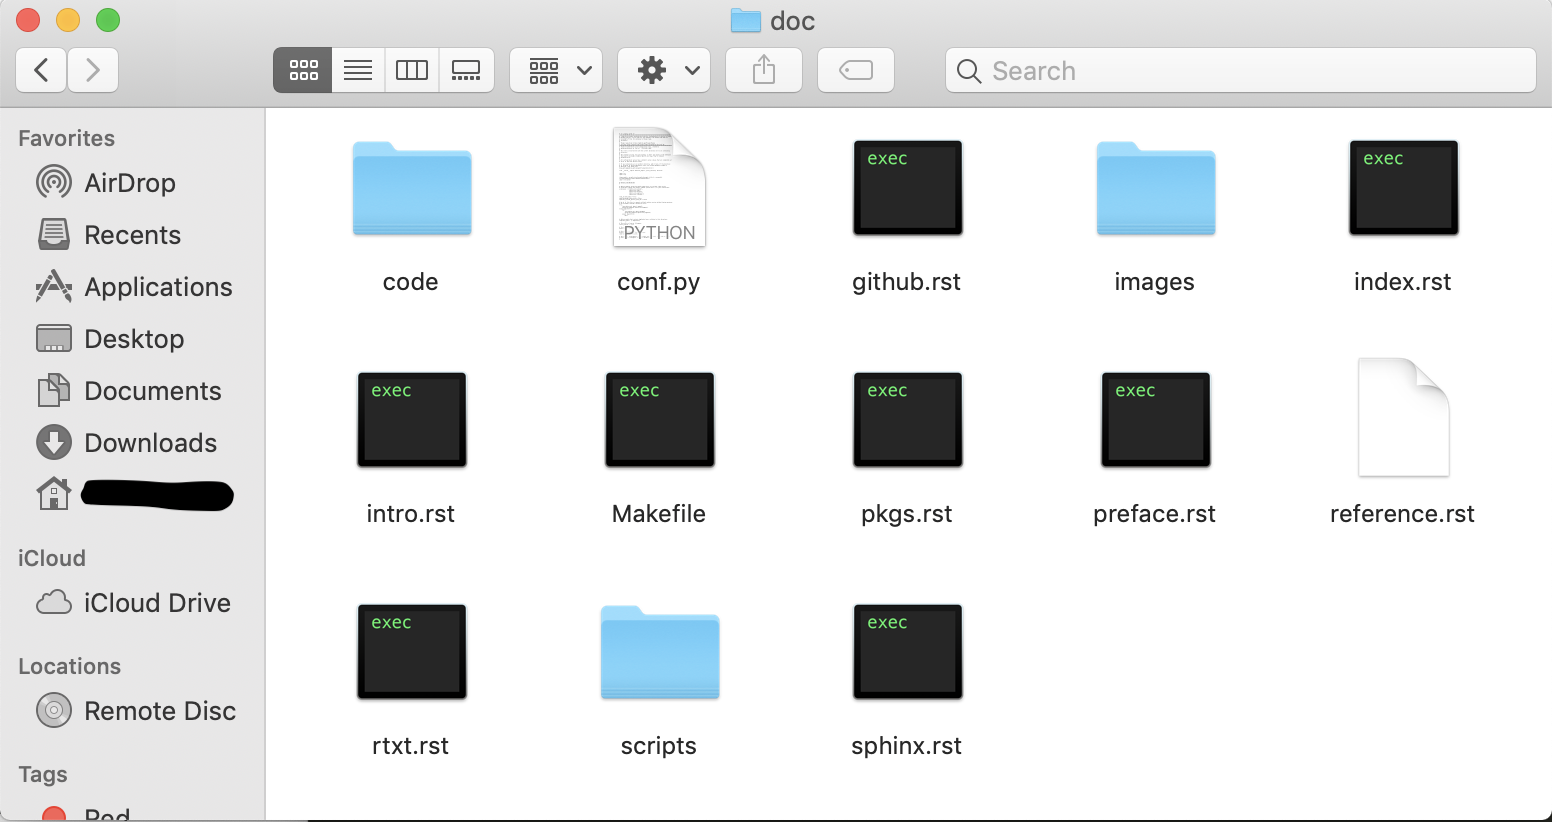 doc
Search
Favorites
AirDrop
Recents
Applications
Desktop
Documents
Downloads
iCloud
iCloud Drive
Locations
Remote Disc
Tags
Red
PYTHON
exec
exec
code
conf.py
github.rst
images
index.rst
exec
exec
exec
exec
intro.rst
Makefile
pkgs.rst
preface.rst
reference.rst
exec
exec
rtxt.rst
scripts
sphinx.rst